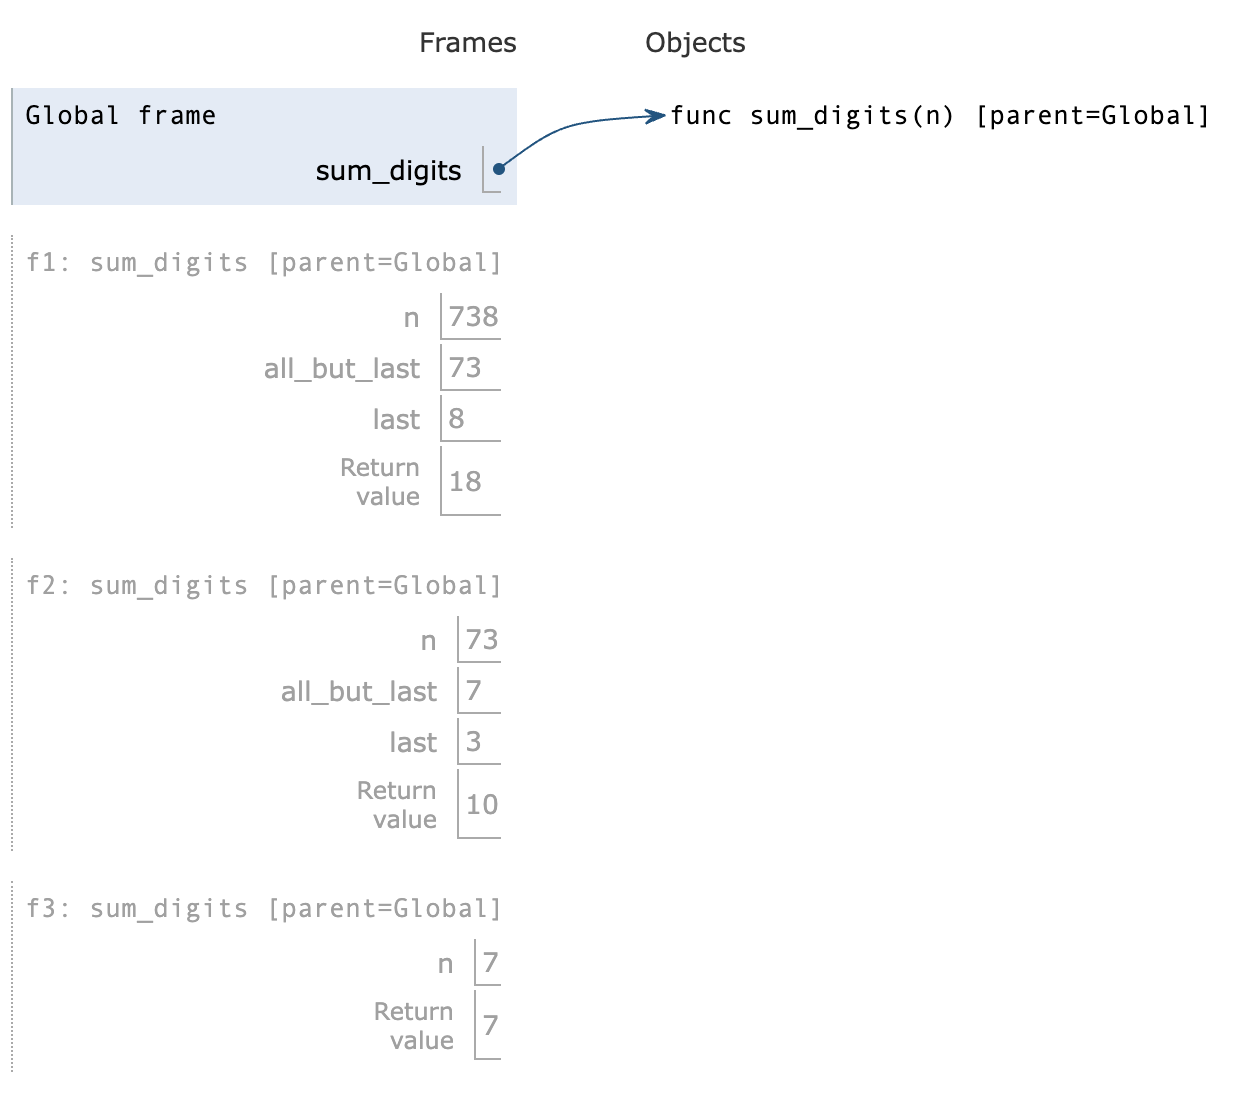 Frames Objects
Global frame
func sum_digits(n) [parent=Global]
sum_digits
f1: sum_digits [parent=Global]
n 738
all_but_last 73
last 8
Return
value 18
f2: sum_digits [parent=Global]
n 73
all_but_last 7
last 3
Return
value 10
f3: sum_digits [parent=Global]
n 7
Return
value 7